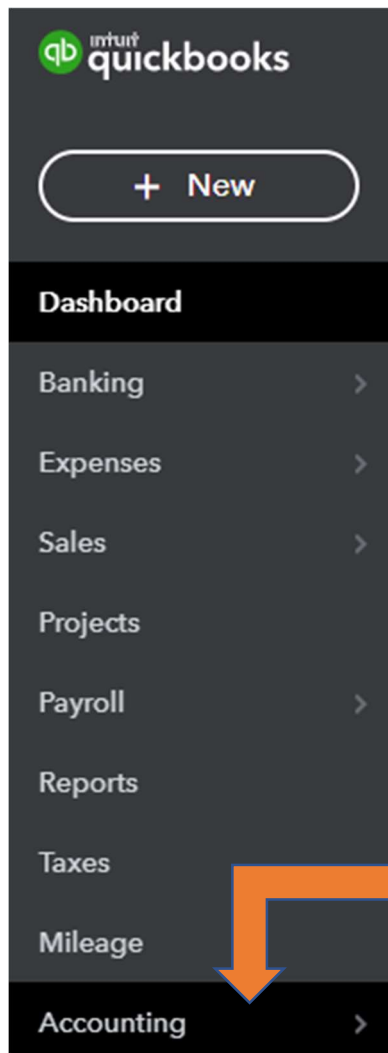 intuit
quickbooks
+ New
Dashboard
Banking
Expenses
Sales
Projects
Payroll
Reports
Taxes
Mileage
Accounting